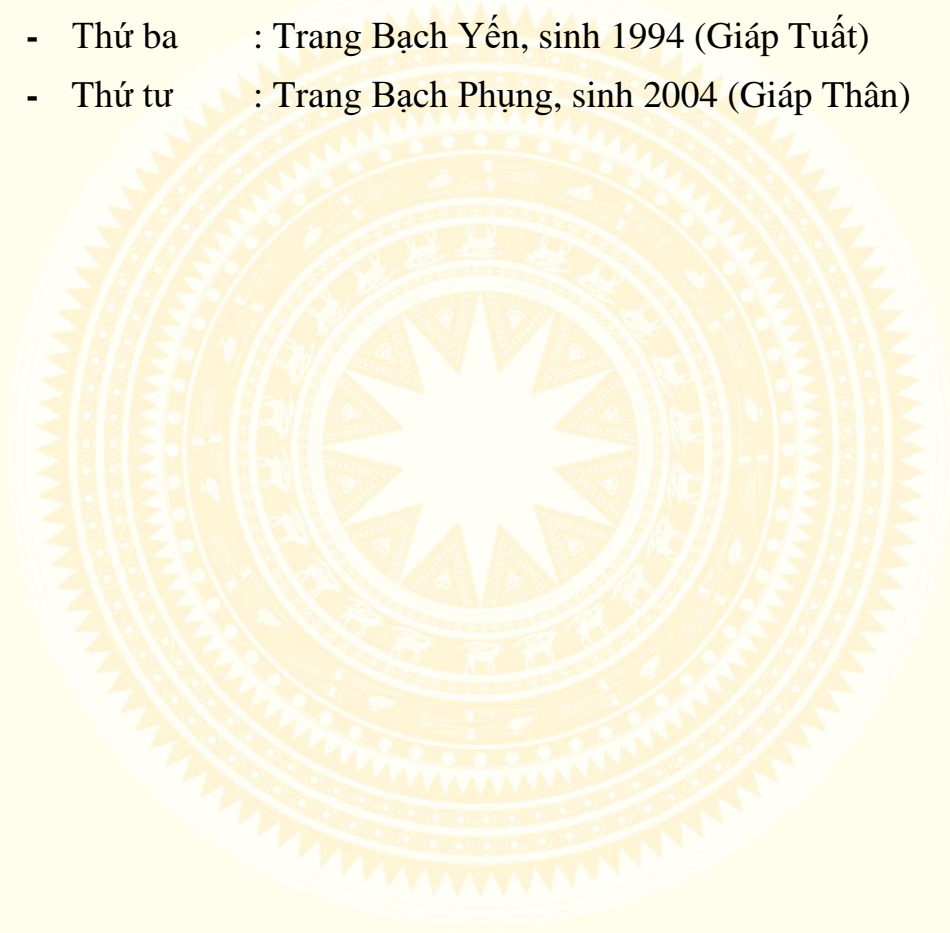 - Thứ ba : Trang Bạch Yến, sinh 1994 (Giáp Tuất)
- Thứ tư : Trang Bạch Phụng, sinh 2004 (Giáp Thân)